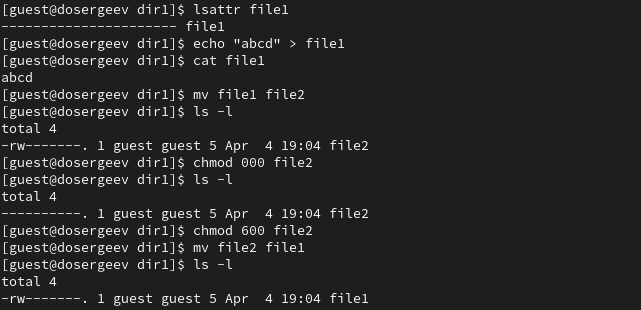 [guest@dosergeev dir1]$ lsattr file1
---------------------- file1
[guest@dosergeev dir1]$ echo "abcd" > file1
[guest@dosergeev dir1]$ cat file1
abcd
[guest@dosergeev dir1]$ mv file1 file2
[guest@dosergeev dir1]$ ls -l
total 4
-rw-------. 1 guest guest 5 Apr  4 19:04 file2
[guest@dosergeev dir1]$ chmod 000 file2
[guest@dosergeev dir1]$ ls -l
total 4
----------. 1 guest guest 5 Apr  4 19:04 file2
[guest@dosergeev dir1]$ chmod 600 file2
[guest@dosergeev dir1]$ mv file2 file1
[guest@dosergeev dir1]$ ls -l
total 4
-rw-------. 1 guest guest 5 Apr  4 19:04 file1